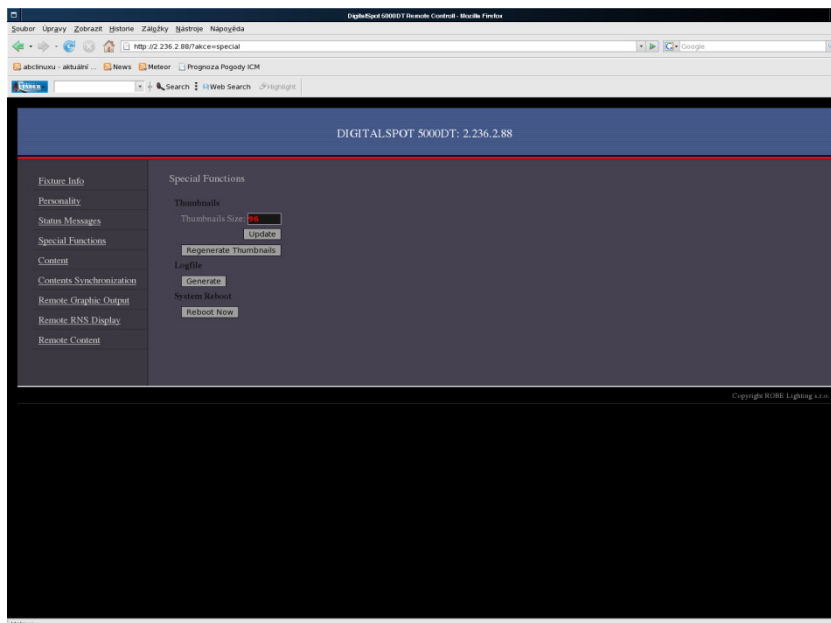 DigitalSpot 5000DT Remote Controll - Mozilla Firefox
Soubor Úpravy Zobrazit Historie Záložky Nástroje Nápověda
http://2.236.2.88/?akce=special
Google
abclinuxu - aktuální ... News Meteor Prognoza Pogody ICM
Search Web Search Highlight
DIGITALSPOT 5000DT: 2.236.2.88
Fixture Info
Personality
Status Messages
Special Functions
Content
Contents Synchronization
Remote Graphic Output
Remote RNS Display
Remote Content
Special Functions
Thumbnails
Thumbnails Size: 96
Update
Regenerate Thumbnails
Logfile
Generate
System Reboot
Reboot Now
Copyright ROBE Lighting s.r.o.